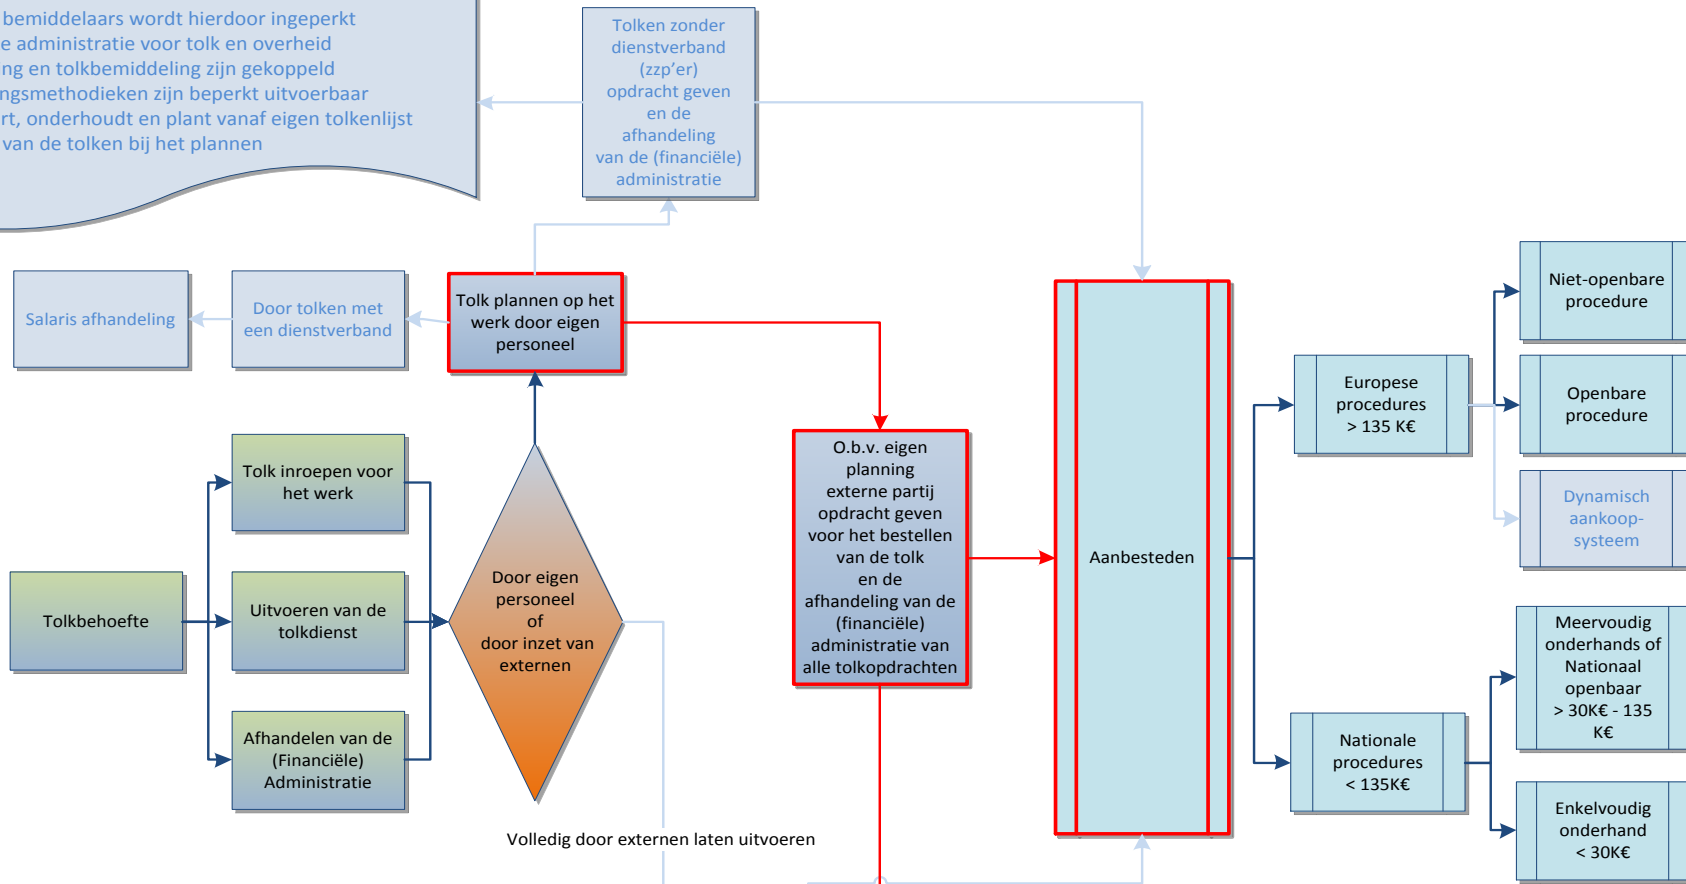 bemiddelaars wordt hierdoor ingeperkt
e administratie voor tolk en overheid
ng en tolkbemiddeling zijn gekoppeld
ngsmethodieken zijn beperkt uitvoerbaar
rt, onderhoudt en plant vanaf eigen tolkenlijst
van de tolken bij het plannen
Tolken zonder
dienstverband
(zzp'er)
opdracht geven
en de
afhandeling
van de (financiële)
administratie
Salaris afhandeling
Door tolken met
een dienstverband
Tolk plannen op het
werk door eigen
personeel
Tolkbehoefte
Tolk inroepen voor
het werk
Uitvoeren van de
tolkdienst
Afhandelen van de
(Financiële)
Administratie
Door eigen
personeel
of
door inzet van
externen
Volledig door externen laten uitvoeren
O.b.v. eigen
planning
externe partij
opdracht geven
voor het bestellen
van de tolk
en de
afhandeling van de
(financiële)
administratie van
alle tolkopdrachten
Aanbesteden
Europese
procedures
> 135 K€
Nationale
procedures
< 135K€
Niet-openbare
procedure
Openbare
procedure
Dynamisch
aankoop-
systeem
Meervoudig
onderhands of
Nationaal
openbaar
> 30K€ - 135
K€
Enkelvoudig
onderhand
< 30K€